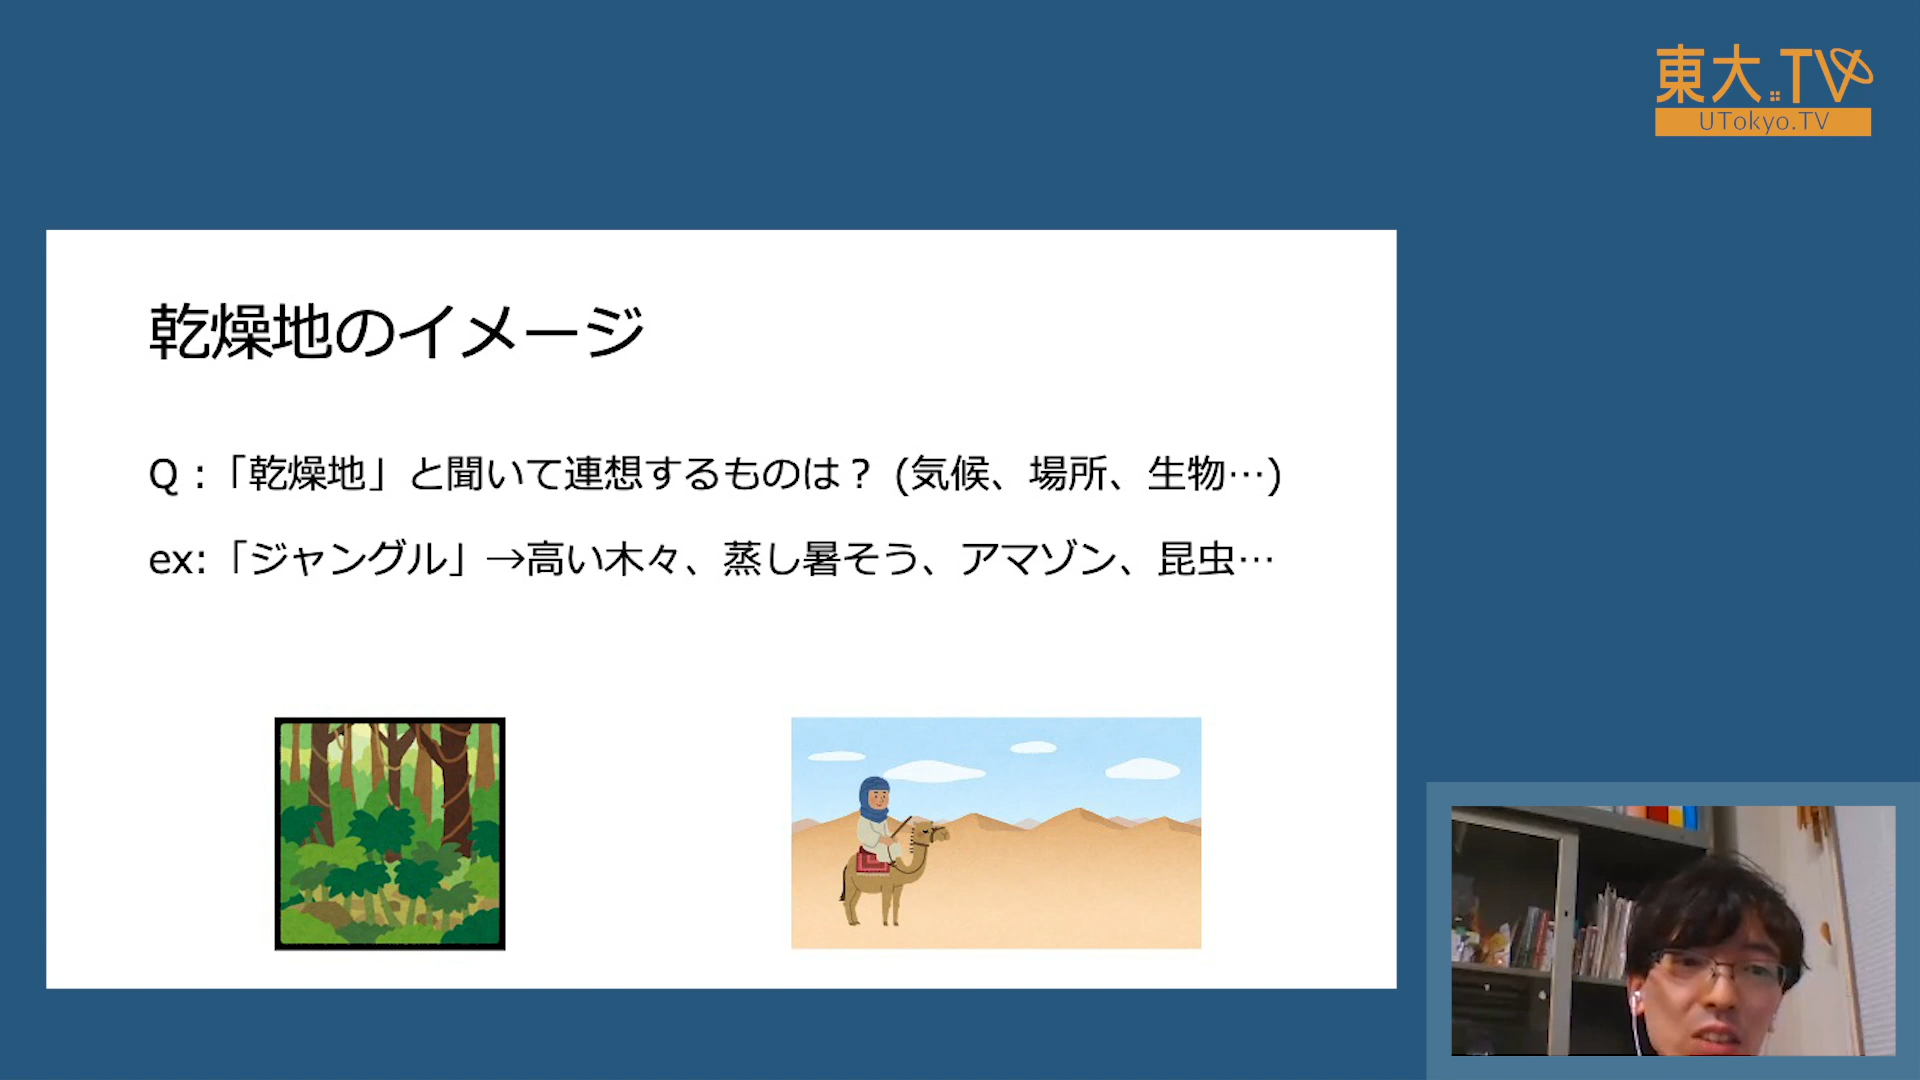 東大.TV
UTokyo.TV
乾燥地のイメージ
Q：「乾燥地」と聞いて連想するものは？ (気候、場所、生物…)
ex:「ジャングル」→高い木々、蒸し暑そう、アマゾン、昆虫…